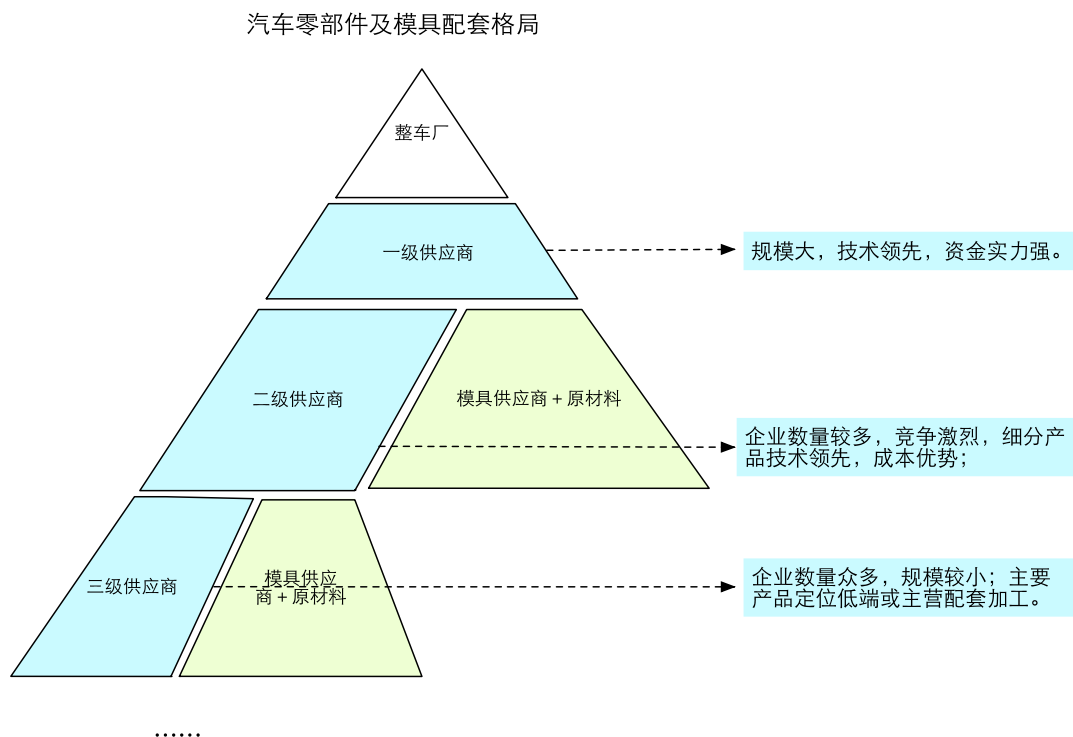 汽车零部件及模具配套格局
整车厂
一级供应商
规模大，技术领先，资金实力强。
二级供应商
模具供应商＋原材料
企业数量较多，竞争激烈，细分产
品技术领先，成本优势；
三级供应商
模具供应
商＋原材料
企业数量众多，规模较小；主要
产品定位低端或主营配套加工。
……